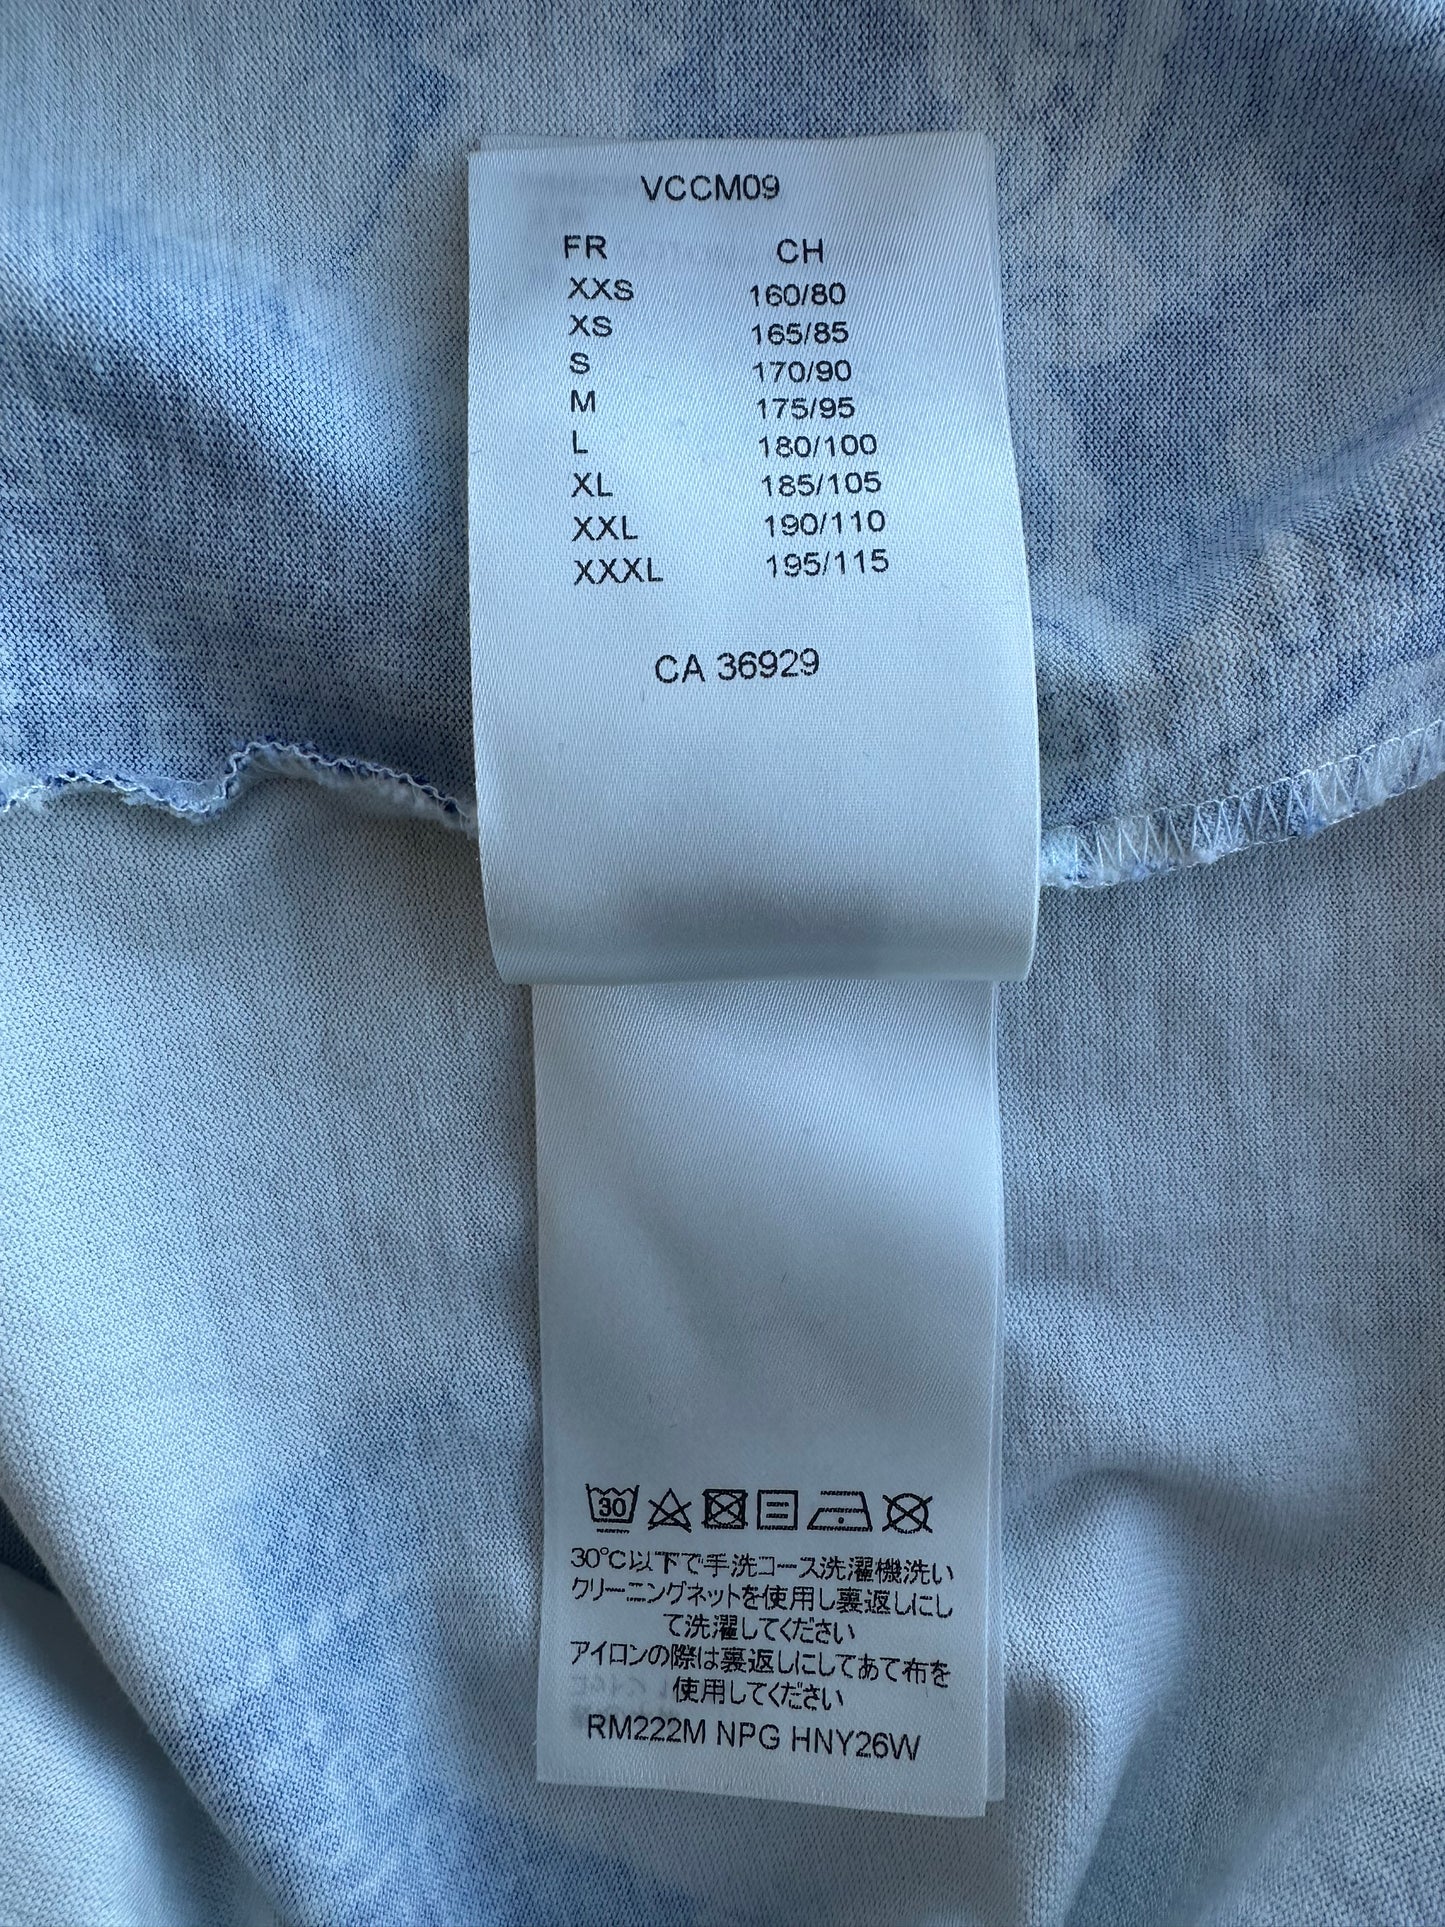 VCCM09
FR CH
XXS 160/80
XS 165/85
S 170/90
M 175/95
L 180/100
XL 185/105
XXL 190/110
XXXL 195/115
CA 36929
30
30°C以下で手洗コース洗濯機洗い
クリーニングネットを使用し裏返しにし
て洗濯してください
アイロンの際は裏返しにしてあて布を
使用してください
RM222M NPG HNY26W